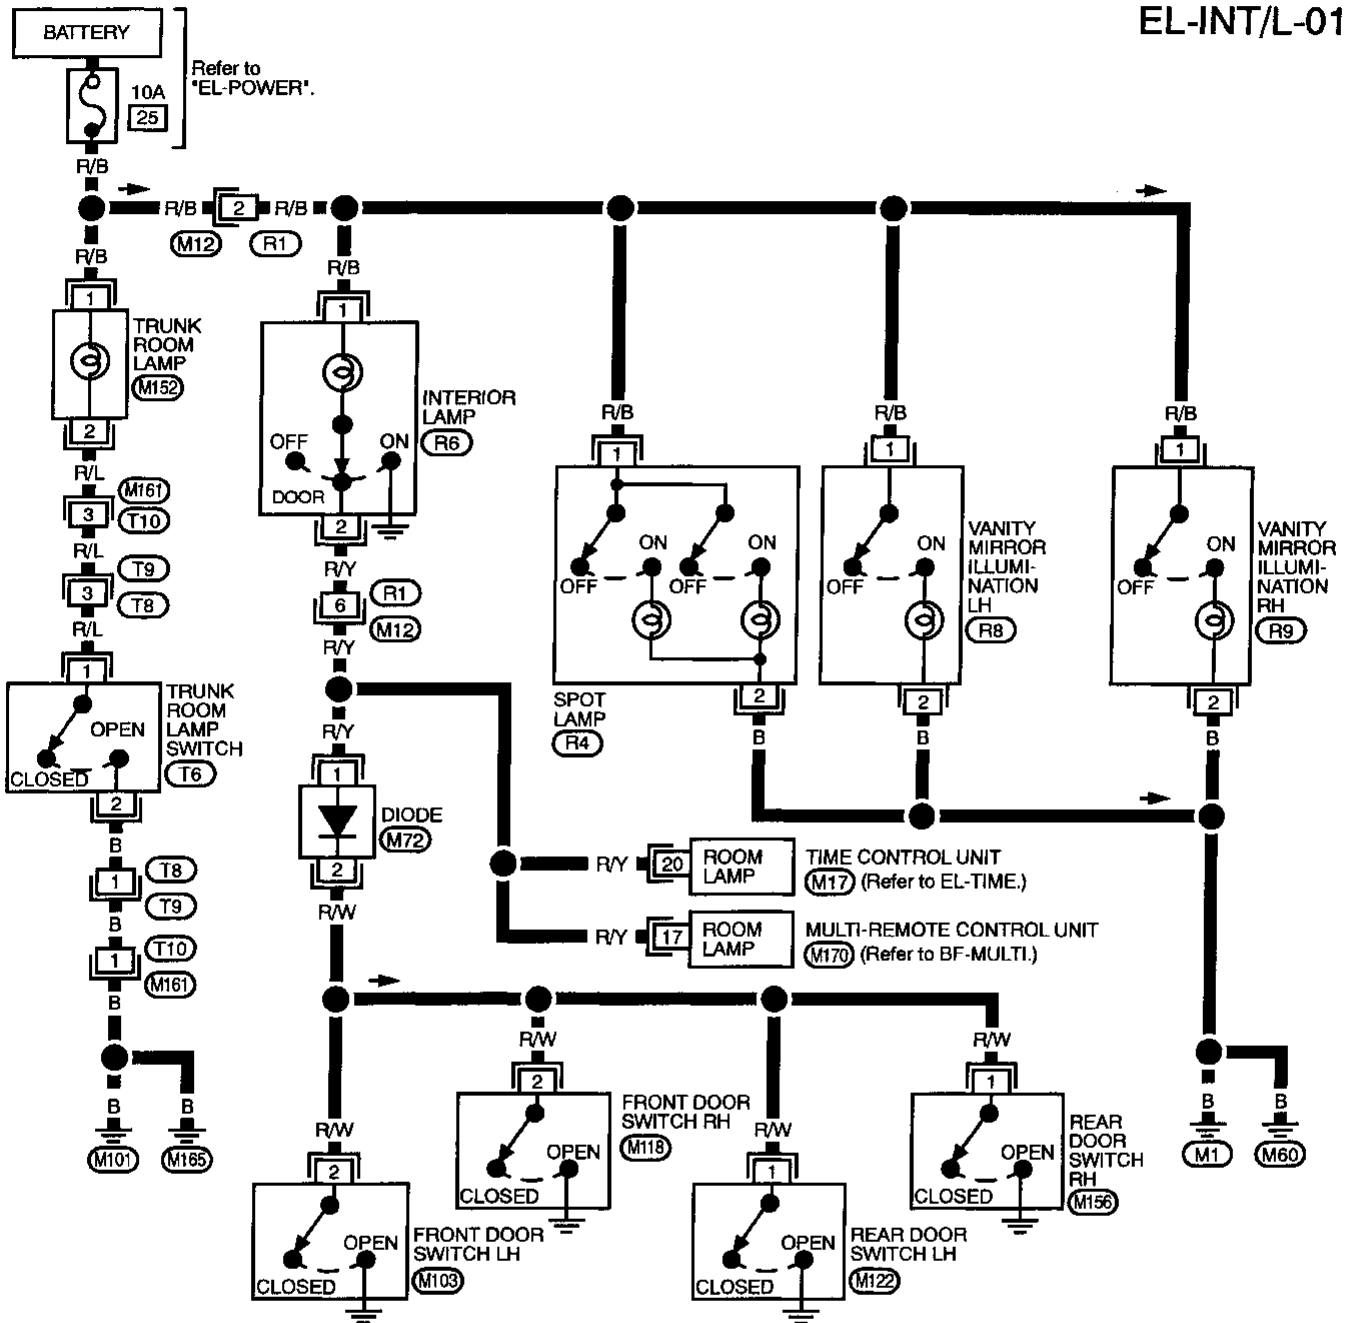 EL-INT/L-01
BATTERY
Refer to
"EL-POWER".
10A
25
R/B
R/B
2
R/B
M12
R1
R/B
1
TRUNK
ROOM
LAMP
M152
2
R/L
M161
3
T10
R/L
T9
3
T8
R/L
1
TRUNK
ROOM
LAMP
SWITCH
T6
OPEN
CLOSED
2
B
T8
1
T9
B
T10
1
M161
B
B
B
M101
M165
R/B
1
INTERIOR
LAMP
R6
OFF
ON
DOOR
2
R/Y
R1
6
M12
R/Y
R/Y
1
DIODE
M72
2
R/W
R/B
1
ON
ON
OFF
OFF
SPOT
LAMP
R4
2
B
R/B
1
ON
OFF
VANITY
MIRROR
ILLUMI-
NATION
LH
R8
2
B
R/B
1
ON
OFF
VANITY
MIRROR
ILLUMI-
NATION
RH
R9
2
B
R/Y
20
ROOM
LAMP
TIME CONTROL UNIT
M17 (Refer to EL-TIME.)
R/Y
17
ROOM
LAMP
MULTI-REMOTE CONTROL UNIT
M170 (Refer to BF-MULTI.)
R/W
2
OPEN
CLOSED
FRONT DOOR
SWITCH LH
M103
R/W
2
OPEN
CLOSED
FRONT DOOR
SWITCH RH
M118
R/W
1
OPEN
CLOSED
REAR DOOR
SWITCH LH
M122
R/W
1
OPEN
CLOSED
REAR
DOOR
SWITCH
RH
M156
B
B
M1
M60